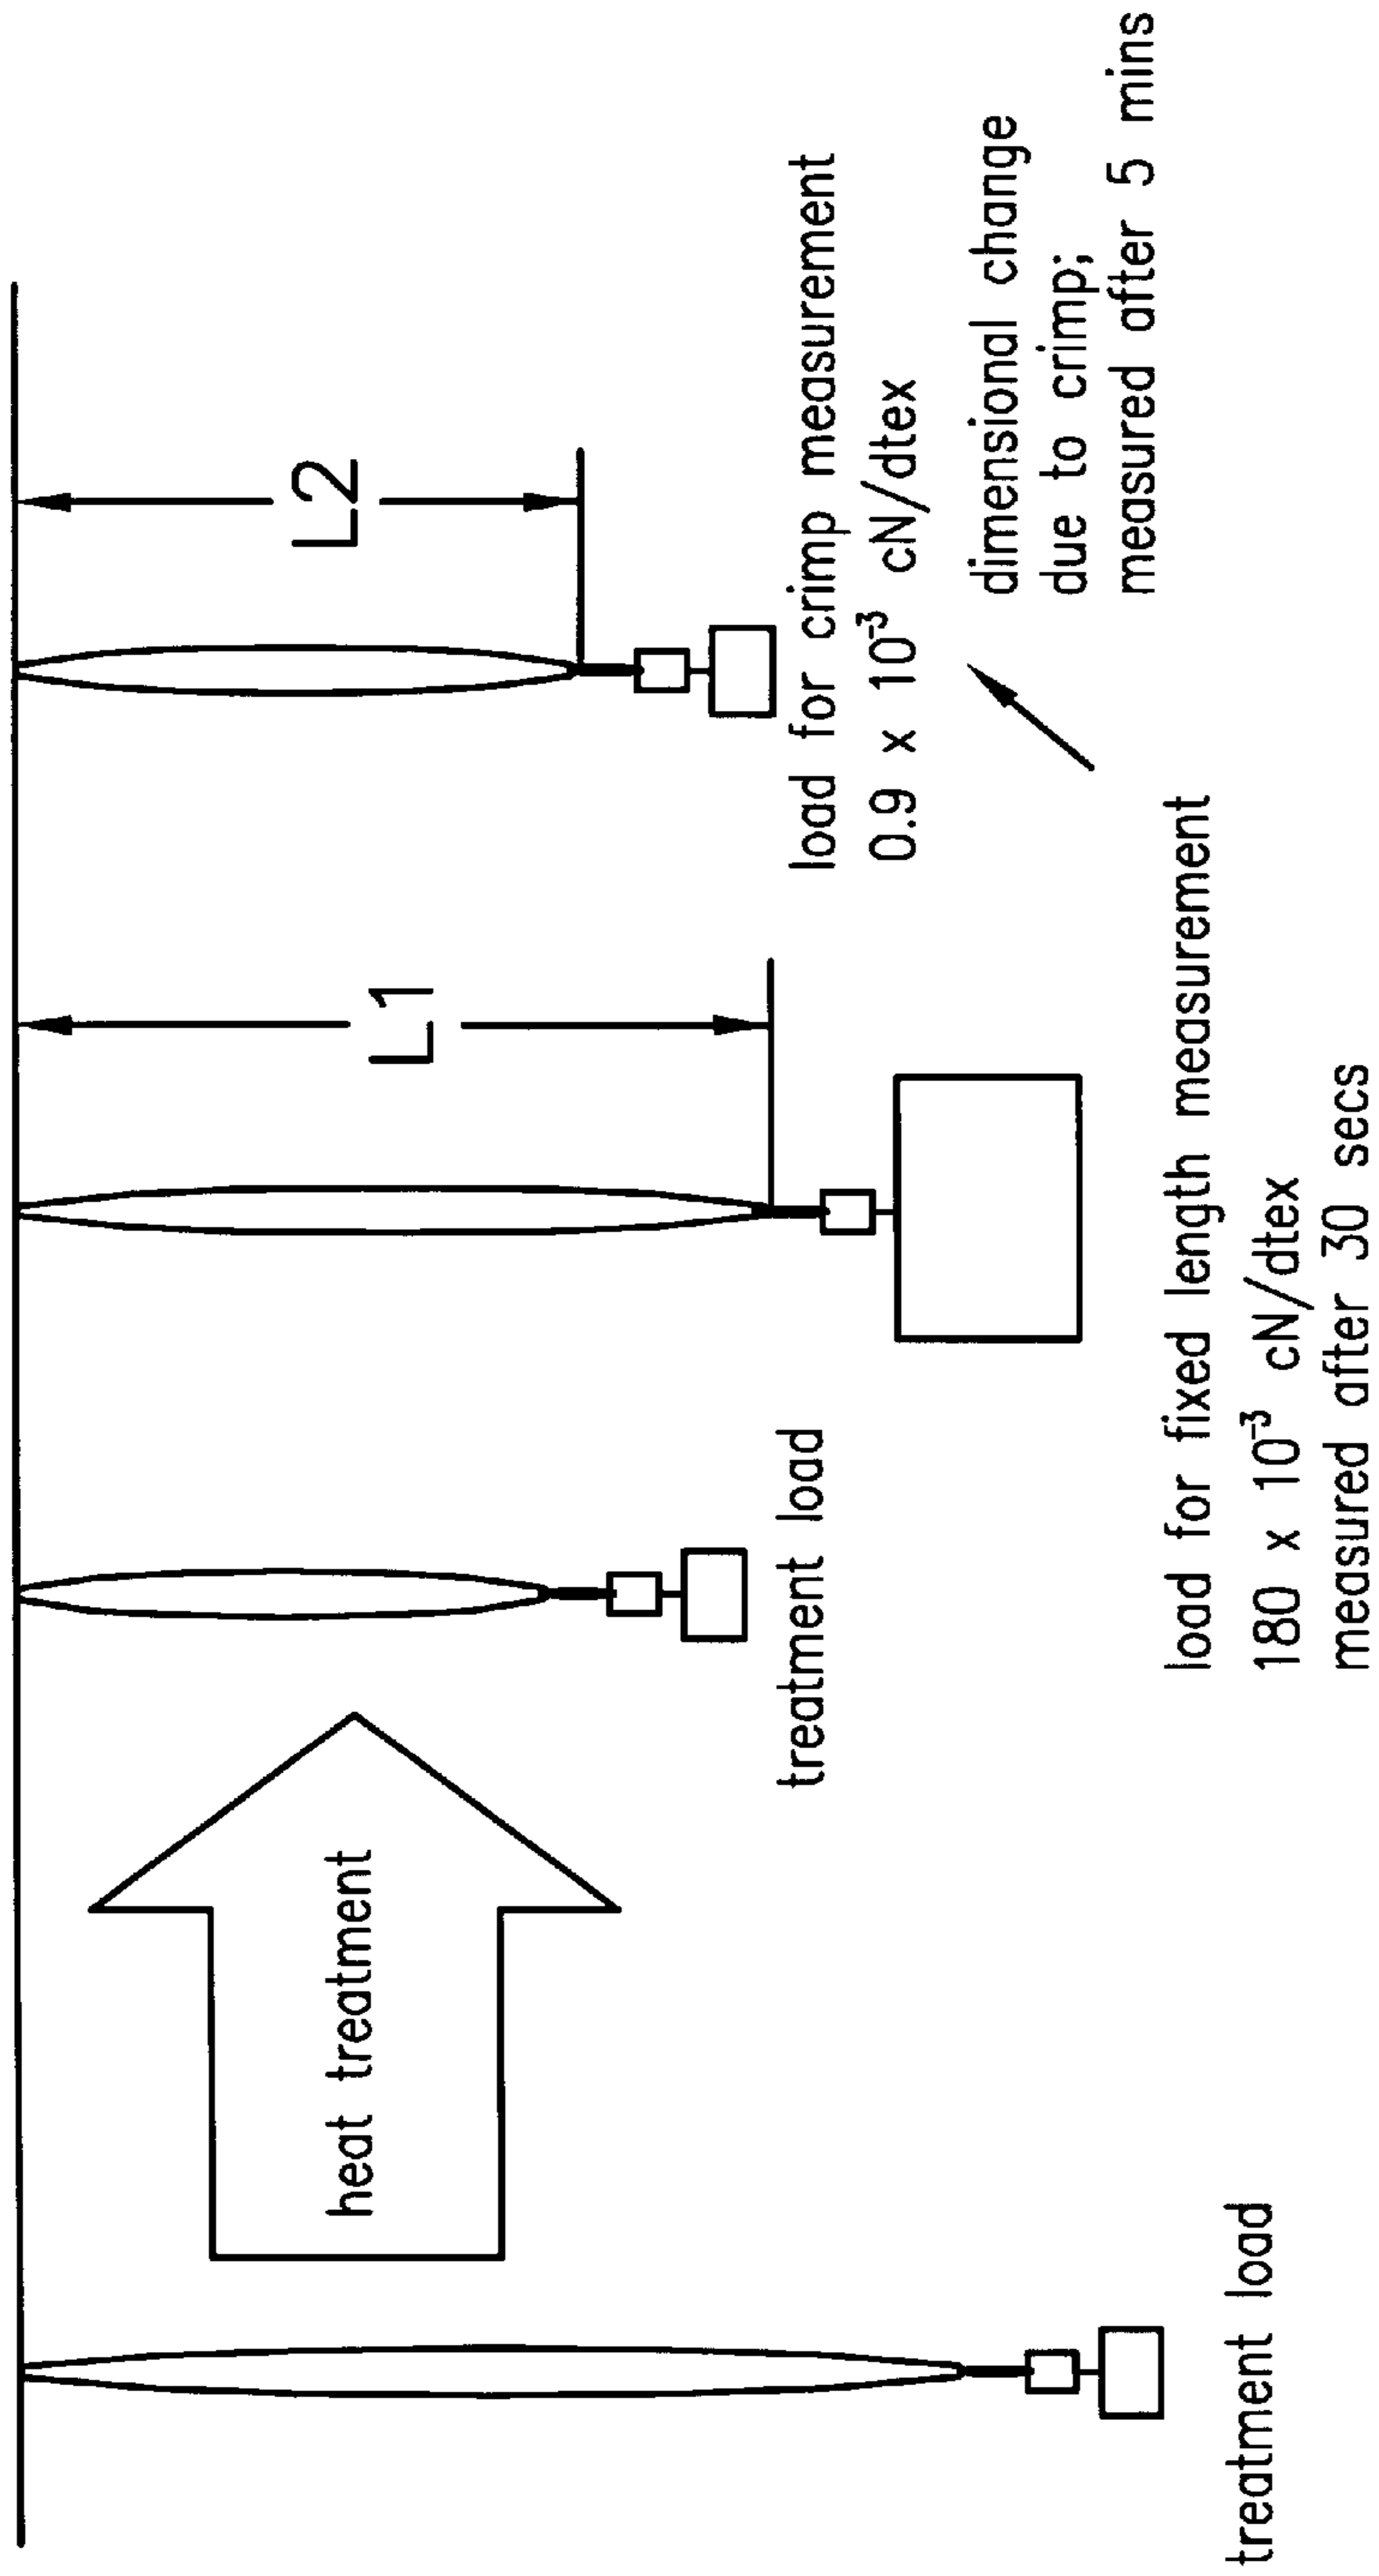 treatment load
heat treatment
treatment load
L1
load for fixed length measurement
180 x 10⁻³ cN/dtex
measured after 30 secs
L2
load for crimp measurement
0.9 x 10⁻³ cN/dtex
dimensional change
due to crimp;
measured after 5 mins